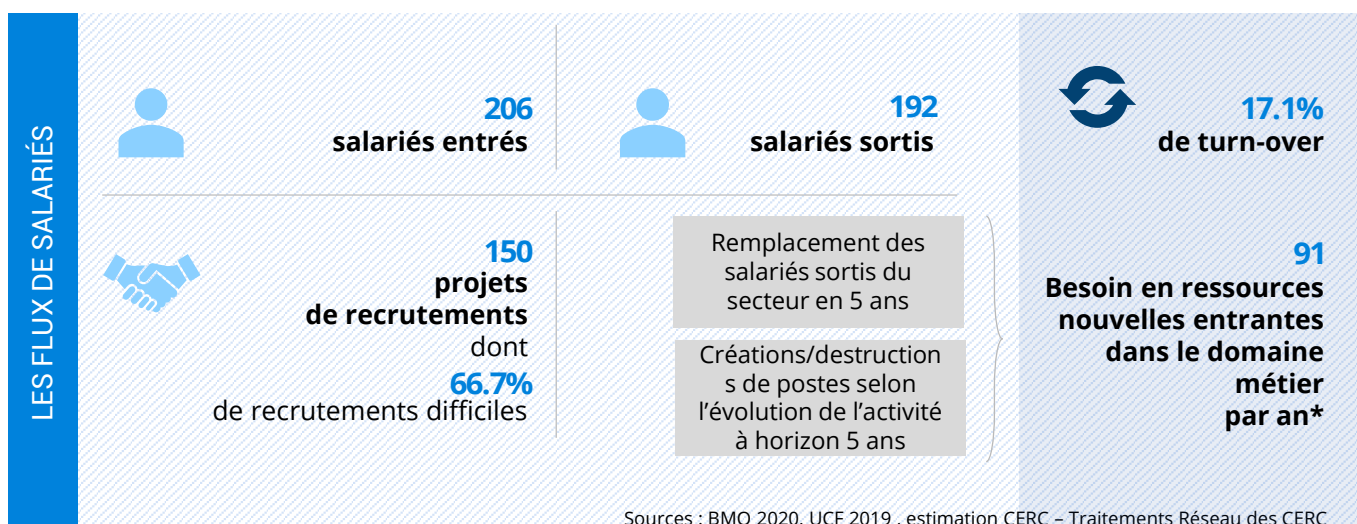 LES FLUX DE SALARIÉS
206
salariés entrés
192
salariés sortis
17.1%
de turn-over
150
projets
de recrutements
dont
66.7%
de recrutements difficiles
Remplacement des
salariés sortis du
secteur en 5 ans
Créations/destruction
s de postes selon
l'évolution de l'activité
à horizon 5 ans
91
Besoin en ressources
nouvelles entrantes
dans le domaine
métier
par an*
Sources : BMO 2020, UCF 2019 , estimation CERC – Traitements Réseau des CERC